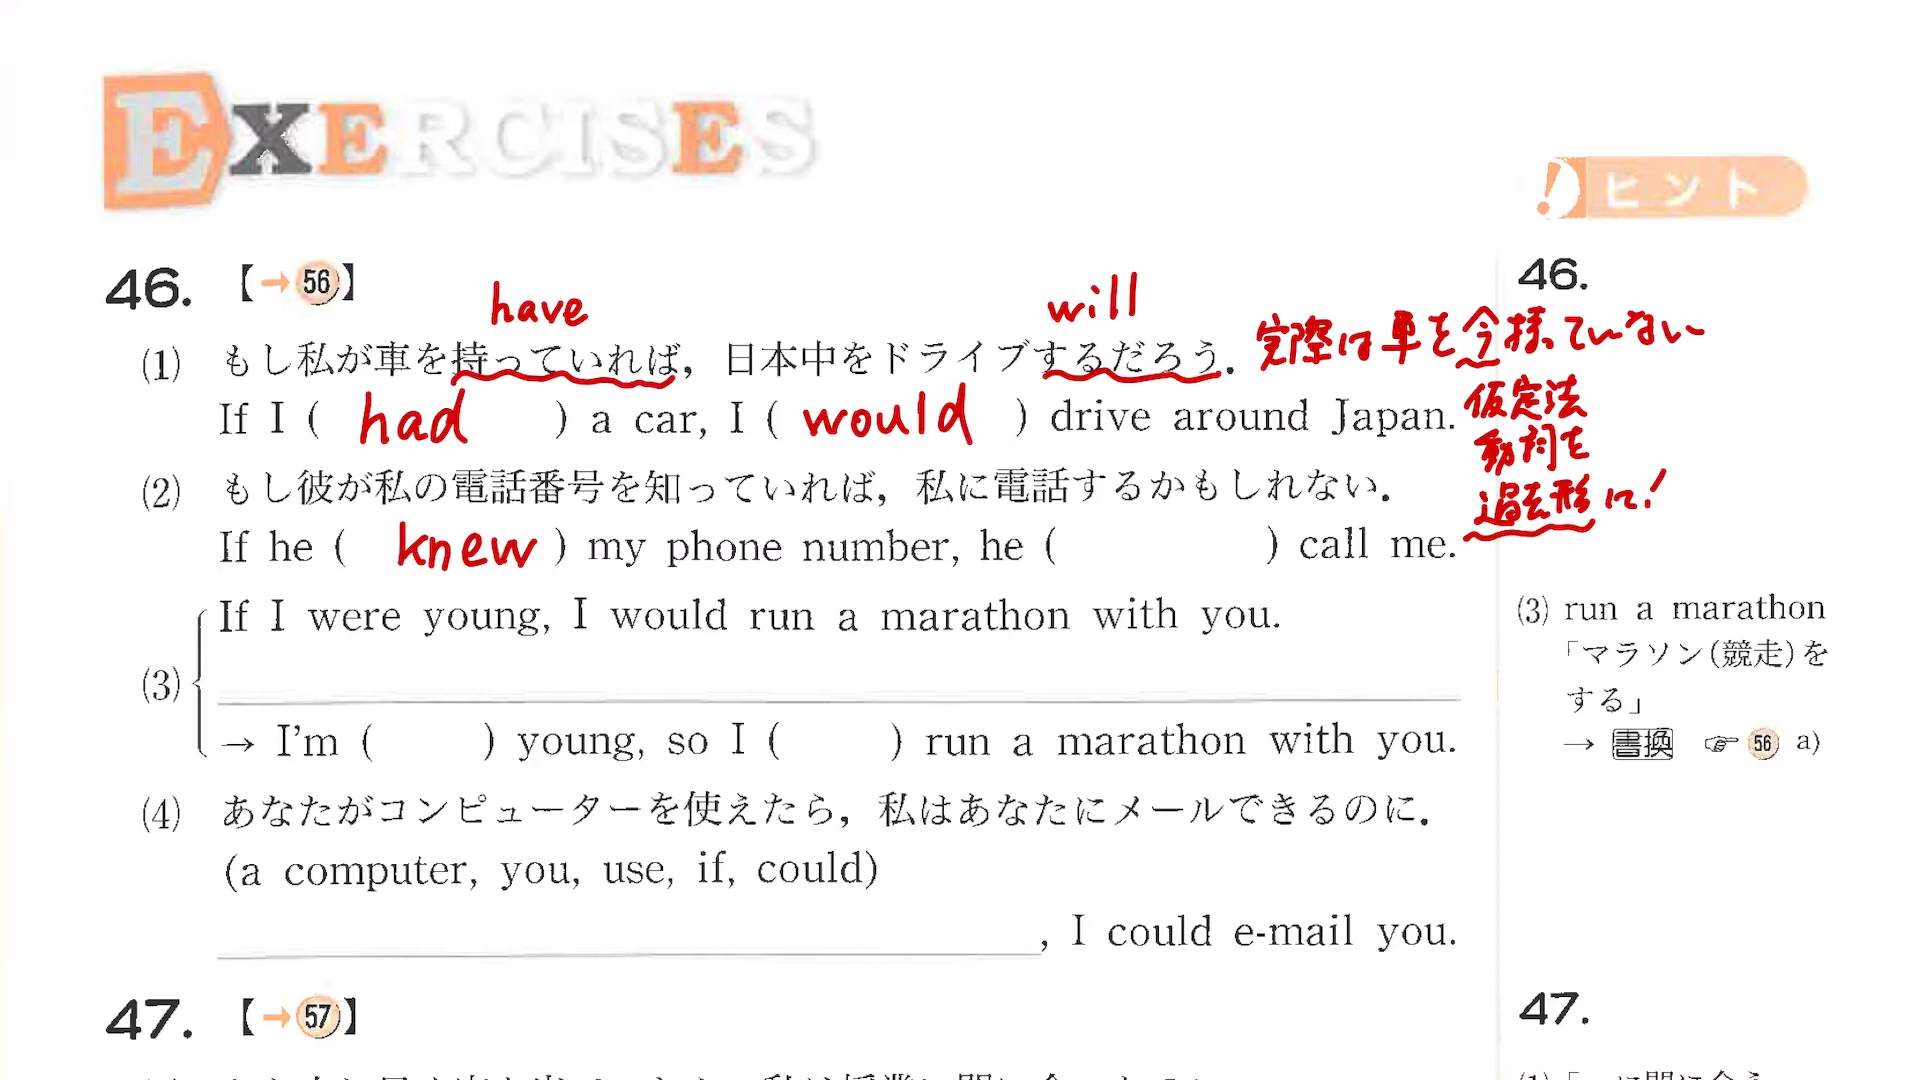 EXERCISES
ヒント
46. 【→56】
have will
(1) もし私が車を持っていれば，日本中をドライブするだろう． 実際は車を今持っていない
If I ( had ) a car, I ( would ) drive around Japan.
仮定法
動詞を
過去形に!
(2) もし彼が私の電話番号を知っていれば，私に電話するかもしれない．
If he ( knew ) my phone number, he ( ) call me.
(3) If I were young, I would run a marathon with you.
→ I'm ( ) young, so I ( ) run a marathon with you.
(4) あなたがコンピューターを使えたら，私はあなたにメールできるのに．
(a computer, you, use, if, could)
, I could e-mail you.
47. 【→57】
46.
(3) run a marathon
「マラソン(競走)を
する」
→ 書換 ☞ 56 a)
47.